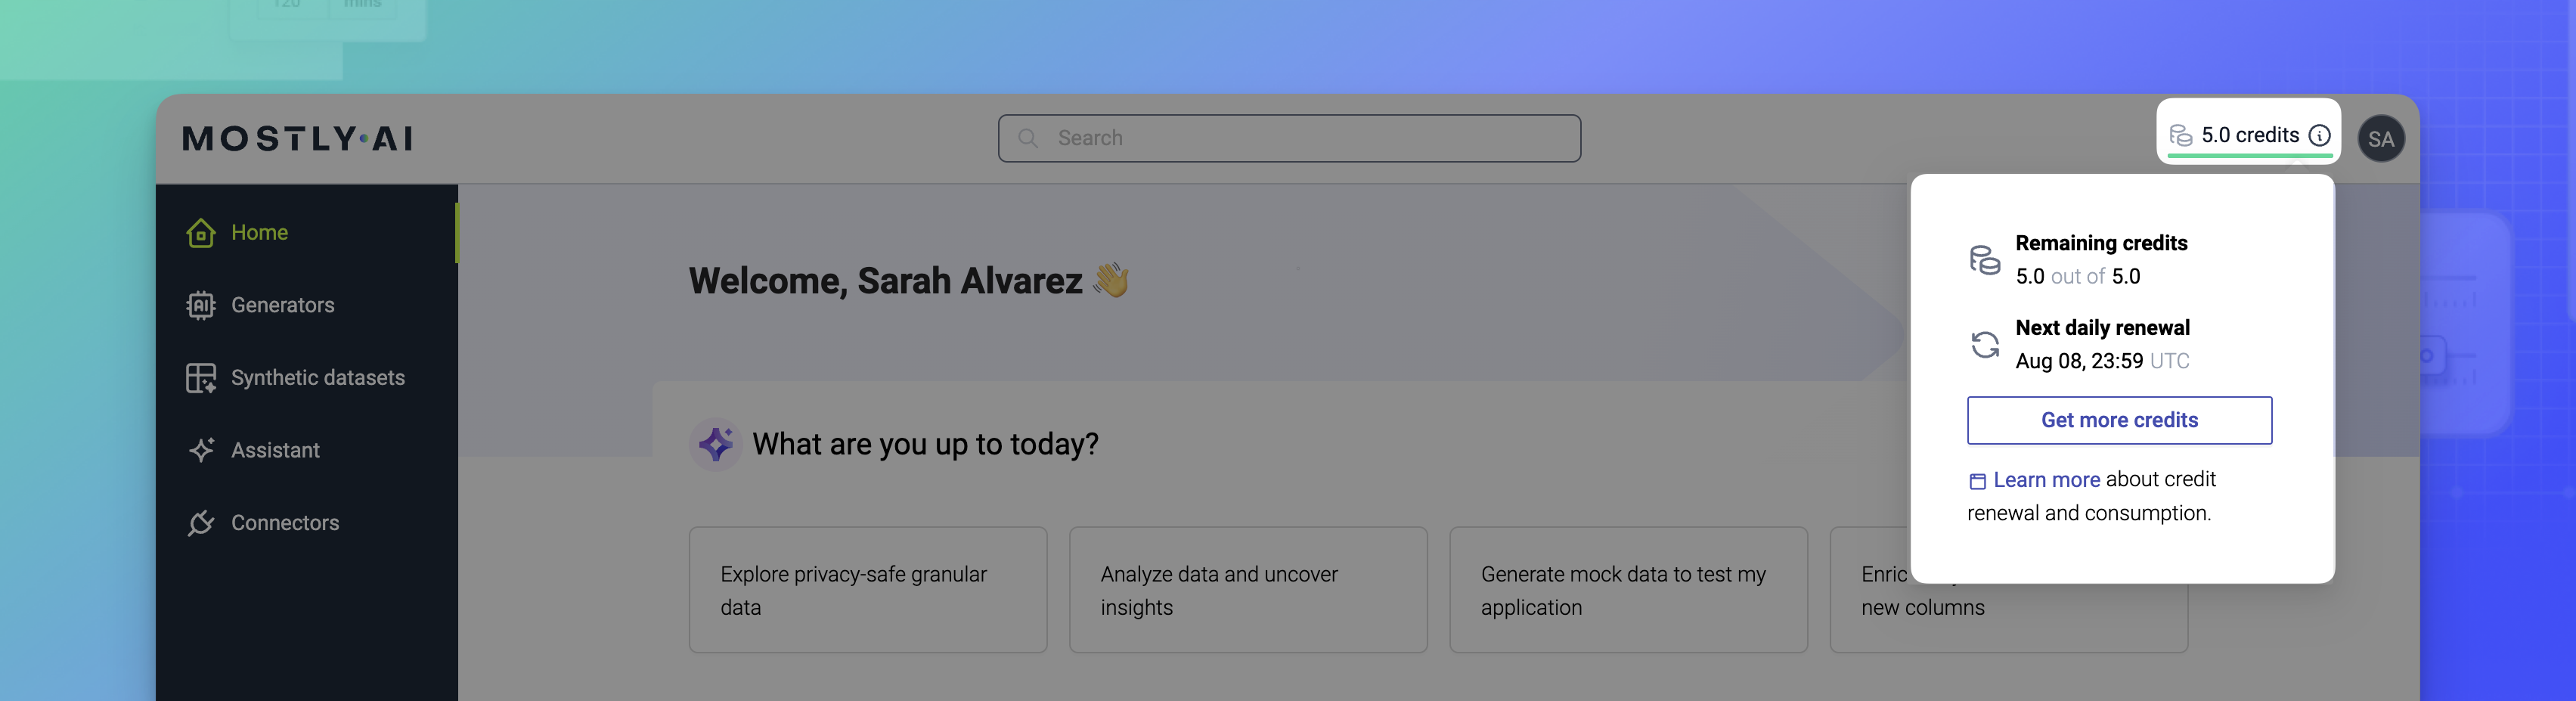 120 mins
MOSTLY AI
Search
5.0 credits
SA
Home
Generators
Synthetic datasets
Assistant
Connectors
Welcome, Sarah Alvarez 👋
What are you up to today?
Explore privacy-safe granular
data
Analyze data and uncover
insights
Generate mock data to test my
application
new columns
Remaining credits
5.0 out of 5.0
Next daily renewal
Aug 08, 23:59 UTC
Get more credits
Learn more about credit
renewal and consumption.